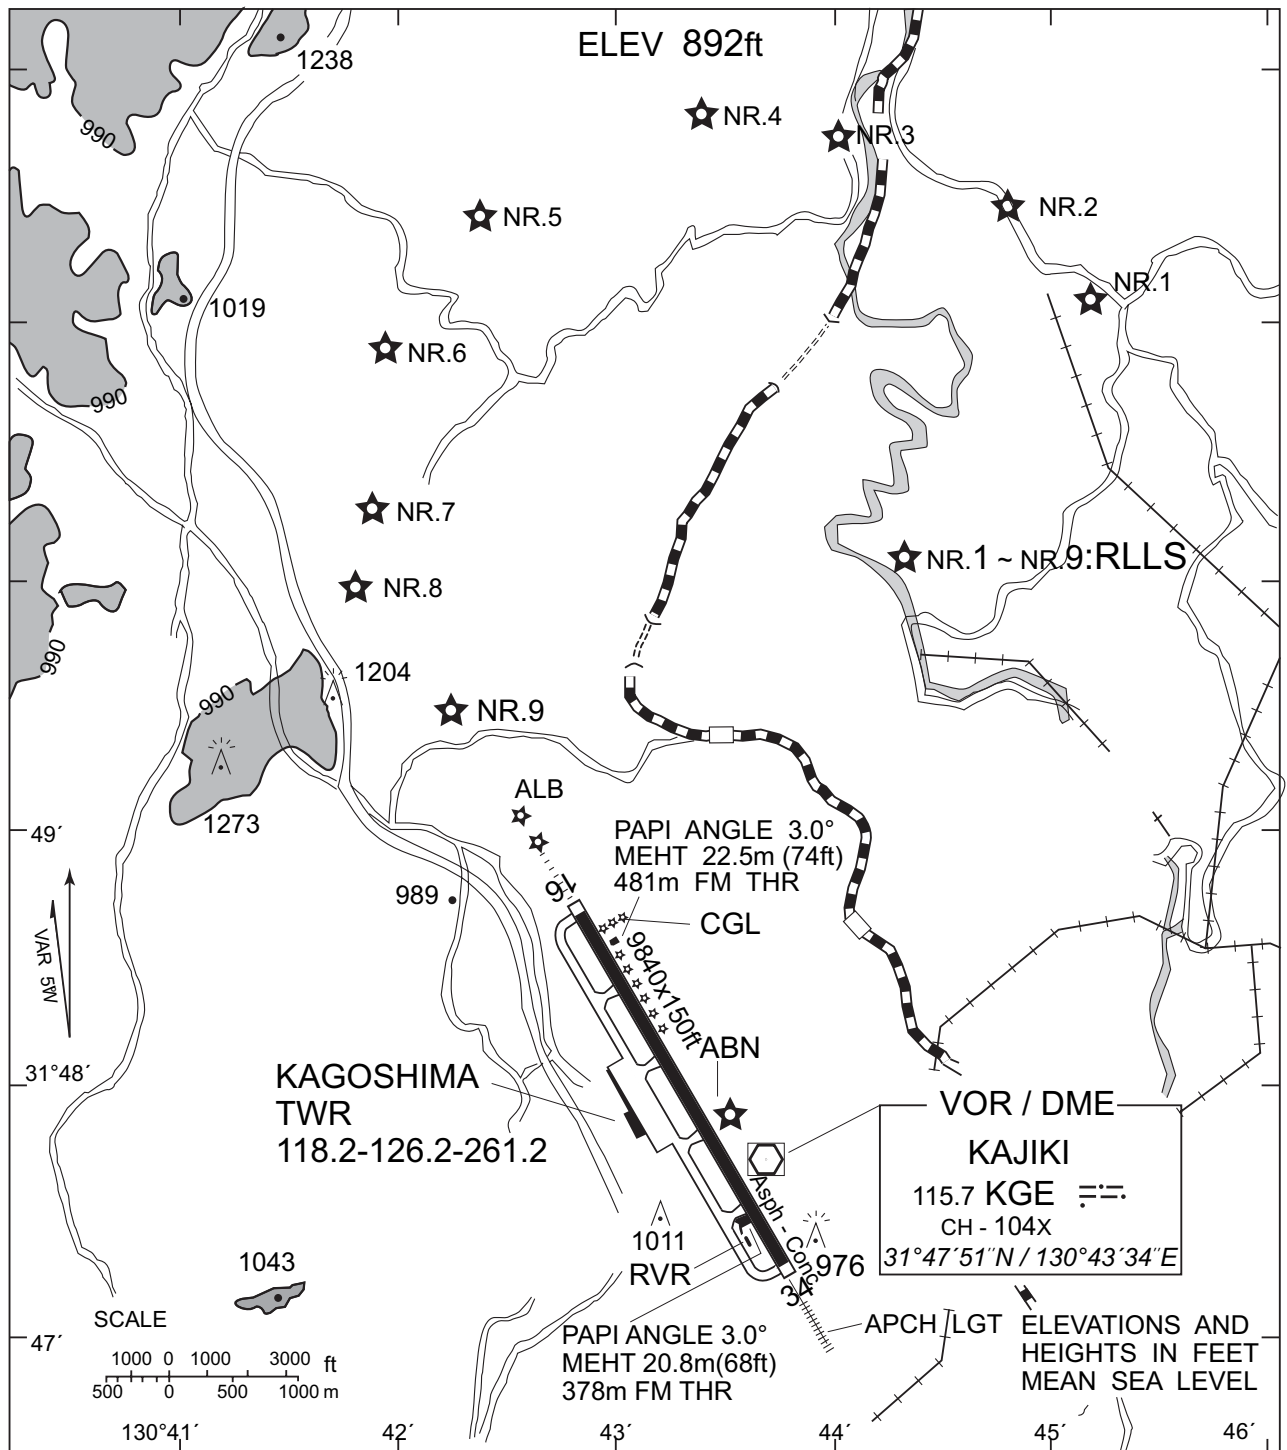 ELEV 892ft
1238
990
NR.4
NR.3
NR.5
NR.2
NR.1
1019
NR.6
990
NR.7
NR.1 ~ NR.9:RLLS
NR.8
990
1204
990
NR.9
1273
ALB
49´
PAPI ANGLE 3.0°
MEHT 22.5m (74ft)
481m FM THR
989
16
CGL
9840x150ft
VAR 5°W
ABN
31°48´
KAGOSHIMA
TWR
118.2-126.2-261.2
VOR / DME
KAJIKI
115.7 KGE
CH - 104X
31°47´51´´N / 130°43´34´´E
Asph - Conc
1011
RVR
976
34
1043
SCALE
1000 0 1000 3000 ft
500 0 500 1000 m
47´
PAPI ANGLE 3.0°
MEHT 20.8m(68ft)
378m FM THR
APCH LGT
ELEVATIONS AND
HEIGHTS IN FEET
MEAN SEA LEVEL
130°41´ 42´ 43´ 44´ 45´ 46´